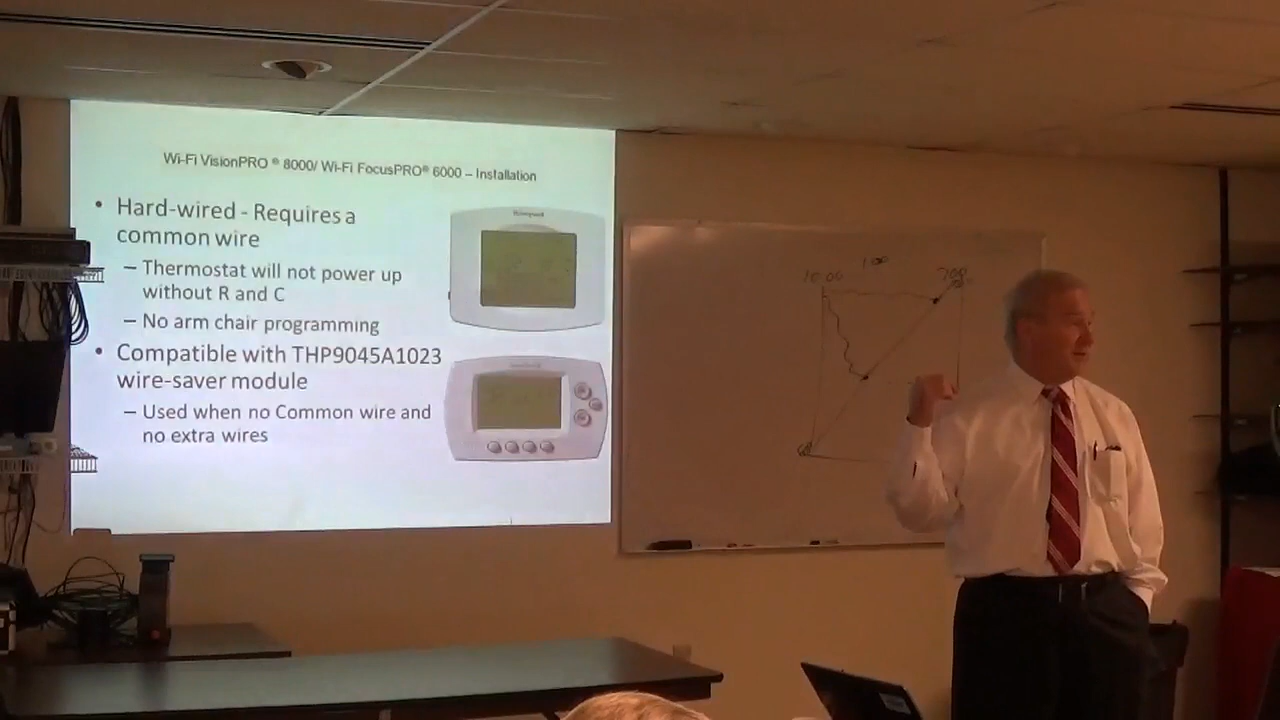 Wi-Fi VisionPRO ® 8000/ Wi-Fi FocusPRO® 6000 – Installation
• Hard-wired - Requires a
common wire
– Thermostat will not power up
without R and C
– No arm chair programming
• Compatible with THP9045A1023
wire-saver module
– Used when no Common wire and
no extra wires
Honeywell